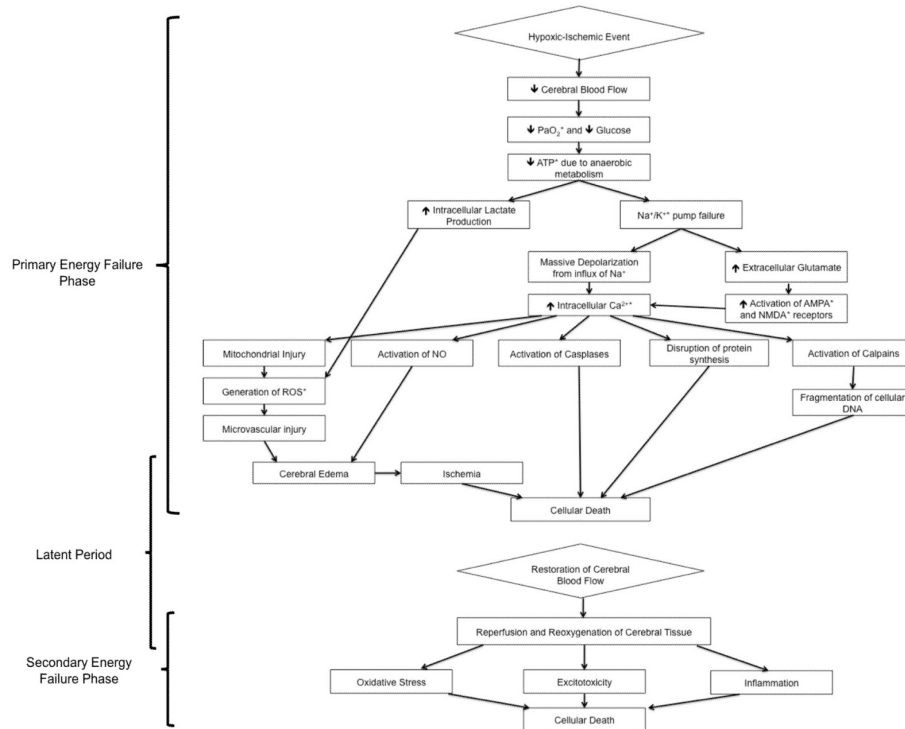 Hypoxic-Ischemic Event
↓ Cerebral Blood Flow
↓ PaO₂⁺ and ↓ Glucose
↓ ATP⁺ due to anaerobic
metabolism
↑ Intracellular Lactate
Production
Na⁺/K⁺⁺ pump failure
Primary Energy Failure
Phase
Massive Depolarization
from influx of Na⁺
↑ Extracellular Glutamate
↑ Intracellular Ca²⁺⁺
↑ Activation of AMPA⁺
and NMDA⁺ receptors
Mitochondrial Injury
Activation of NO
Activation of Casplases
Disruption of protein
synthesis
Activation of Calpains
Generation of ROS⁺
Fragmentation of cellular
DNA
Microvascular injury
Cerebral Edema
Ischemia
Cellular Death
Latent Period
Restoration of Cerebral
Blood Flow
Reperfusion and Reoxygenation of Cerebral Tissue
Secondary Energy
Failure Phase
Oxidative Stress
Excitotoxicity
Inflammation
Cellular Death